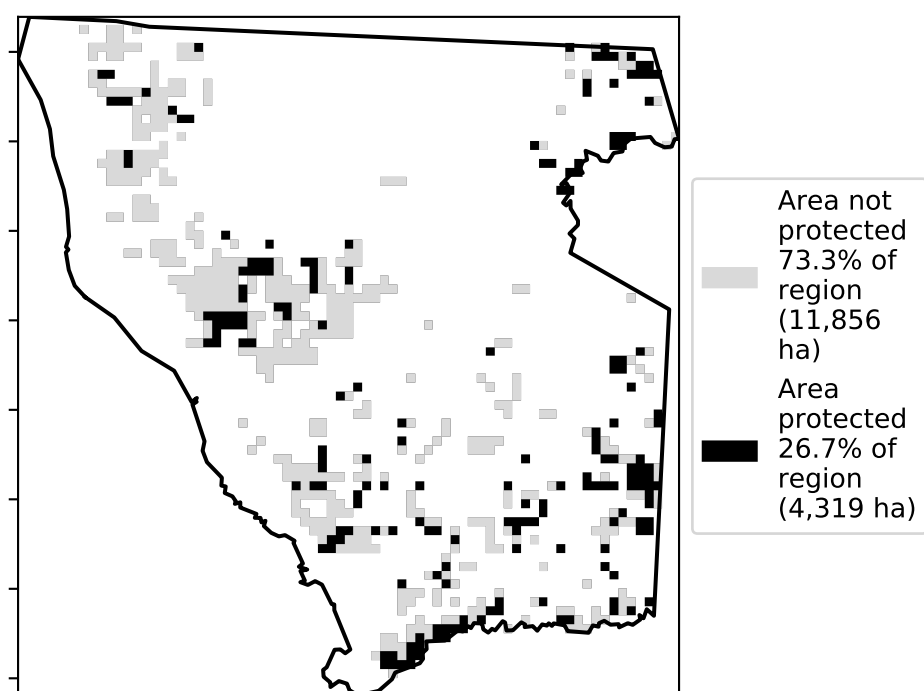 Area not
protected
73.3% of
region
(11,856
ha)
Area
protected
26.7% of
region
(4,319 ha)